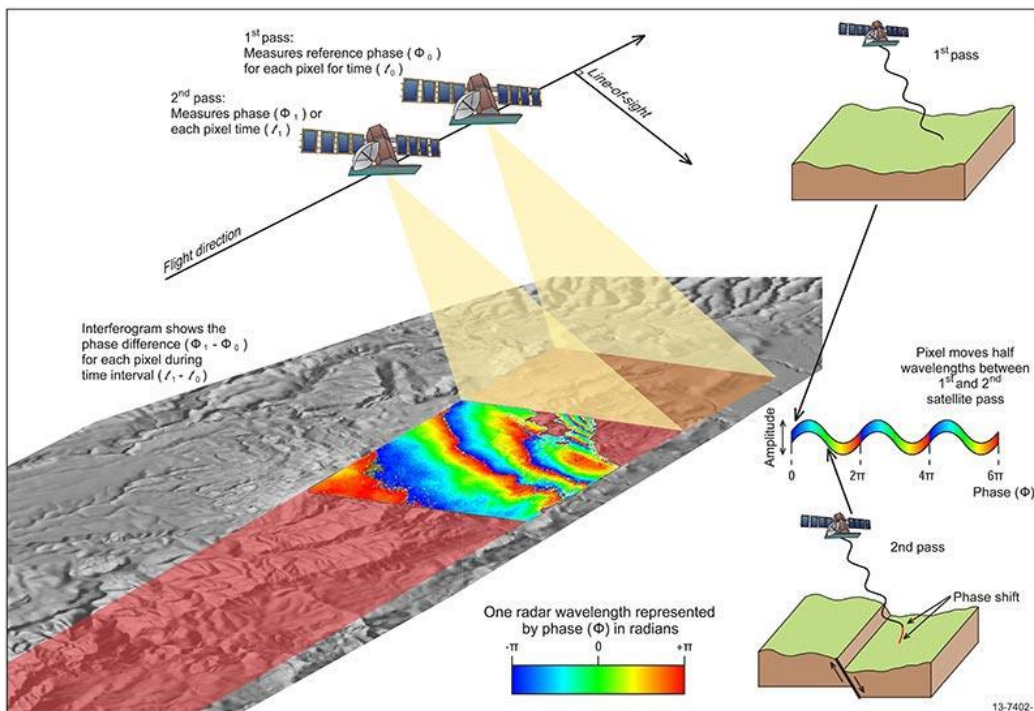 1st pass:
Measures reference phase (Φ0)
for each pixel for time (t0)
2nd pass:
Measures phase (Φ1) or
each pixel time (t1)
Line-of-sight
Flight direction
1st pass
Interferogram shows the
phase difference (Φ1 - Φ0)
for each pixel during
time interval (t1 - t0)
Pixel moves half
wavelengths between
1st and 2nd
satellite pass
Amplitude
0 2π 4π 6π
Phase (Φ)
2nd pass
Phase shift
One radar wavelength represented
by phase (Φ) in radians
-π 0 +π